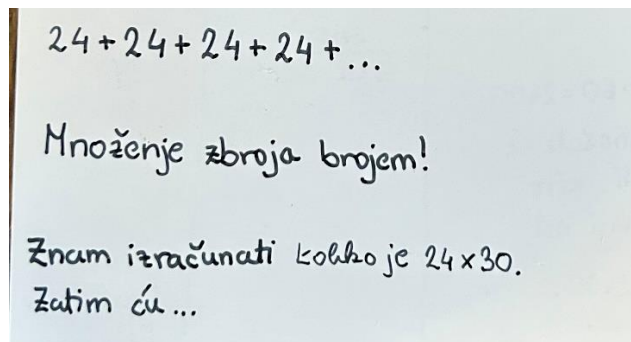 24+24+24+24+...
Množenje zbroja brojem!
Znam izračunati koliko je 24×30.
Zatim ću...